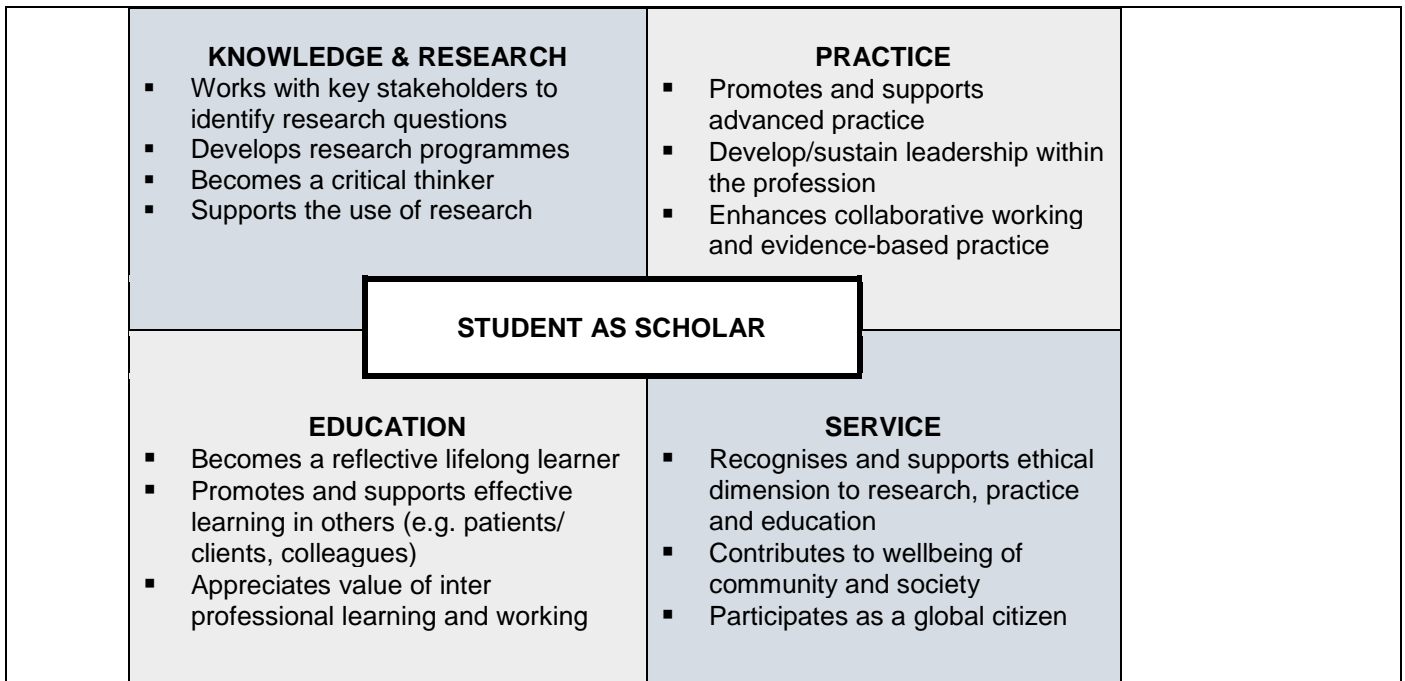 KNOWLEDGE & RESEARCH
▪ Works with key stakeholders to
identify research questions
▪ Develops research programmes
▪ Becomes a critical thinker
▪ Supports the use of research
PRACTICE
▪ Promotes and supports
advanced practice
▪ Develop/sustain leadership within
the profession
▪ Enhances collaborative working
and evidence-based practice
STUDENT AS SCHOLAR
EDUCATION
▪ Becomes a reflective lifelong learner
▪ Promotes and supports effective
learning in others (e.g. patients/
clients, colleagues)
▪ Appreciates value of inter
professional learning and working
SERVICE
▪ Recognises and supports ethical
dimension to research, practice
and education
▪ Contributes to wellbeing of
community and society
▪ Participates as a global citizen